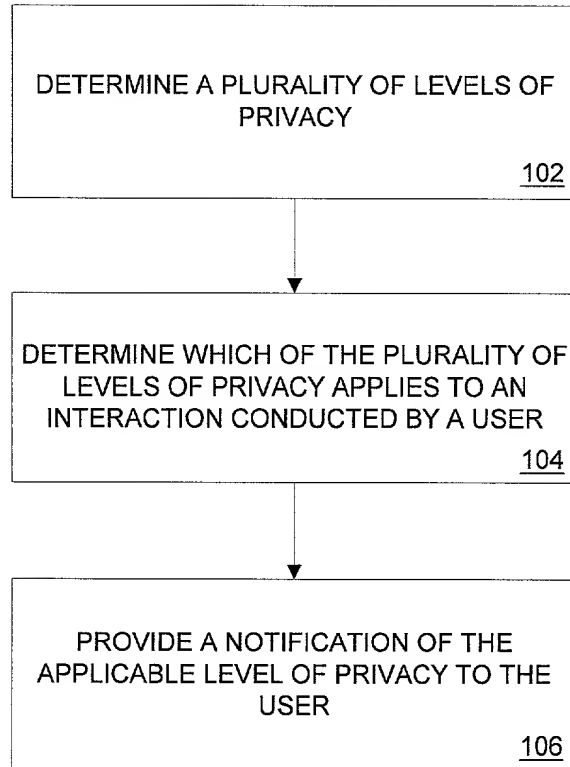 DETERMINE A PLURALITY OF LEVELS OF
PRIVACY
102
DETERMINE WHICH OF THE PLURALITY OF
LEVELS OF PRIVACY APPLIES TO AN
INTERACTION CONDUCTED BY A USER
104
PROVIDE A NOTIFICATION OF THE
APPLICABLE LEVEL OF PRIVACY TO THE
USER
106